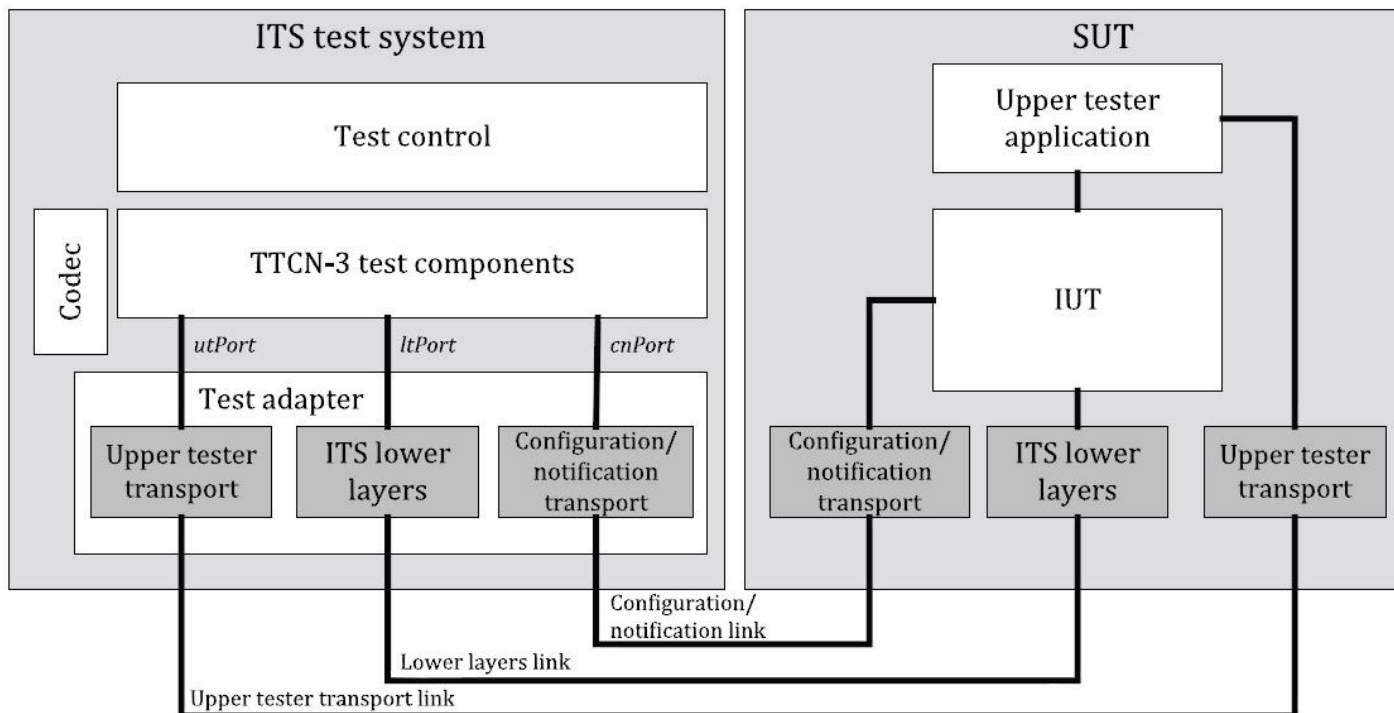 ITS test system
Test control
Codec
TTCN-3 test components
utPort
ltPort
cnPort
Test adapter
Upper tester
transport
ITS lower
layers
Configuration/
notification
transport
SUT
Upper tester
application
IUT
Configuration/
notification
transport
ITS lower
layers
Upper tester
transport
Configuration/
notification link
Lower layers link
Upper tester transport link